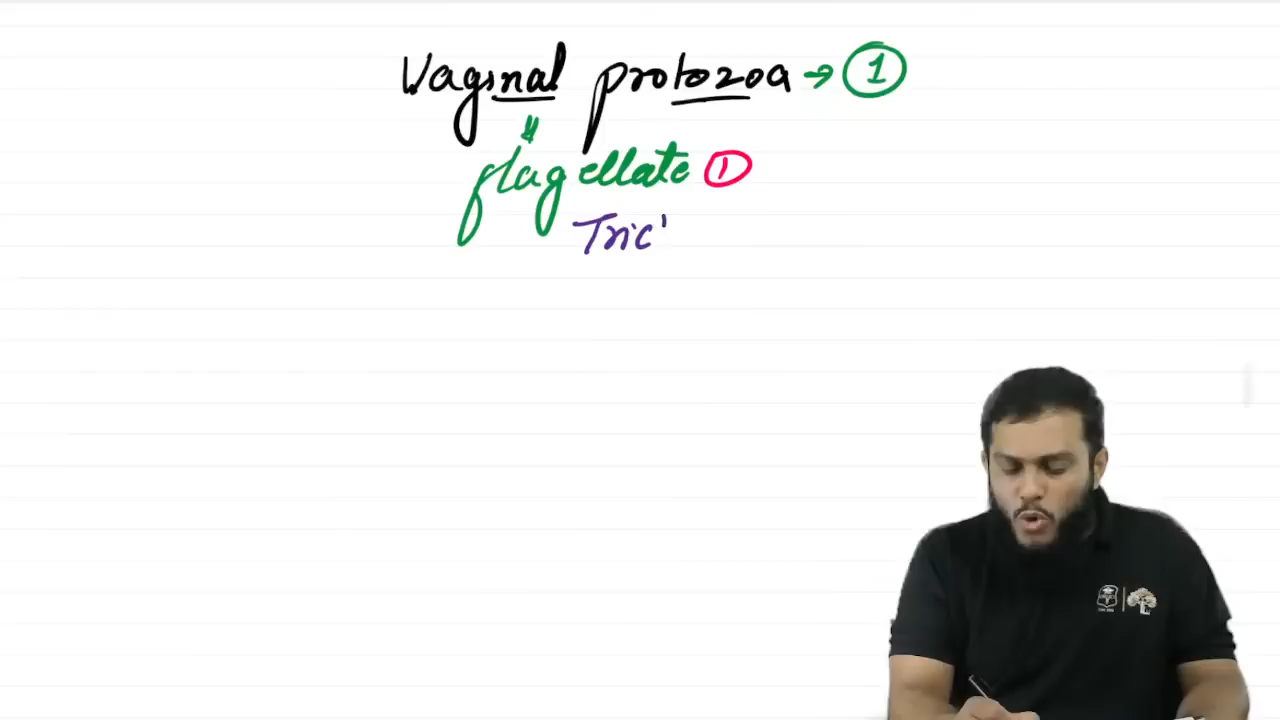 Vaginal protozoa → 1
flagellate 1
Tric'